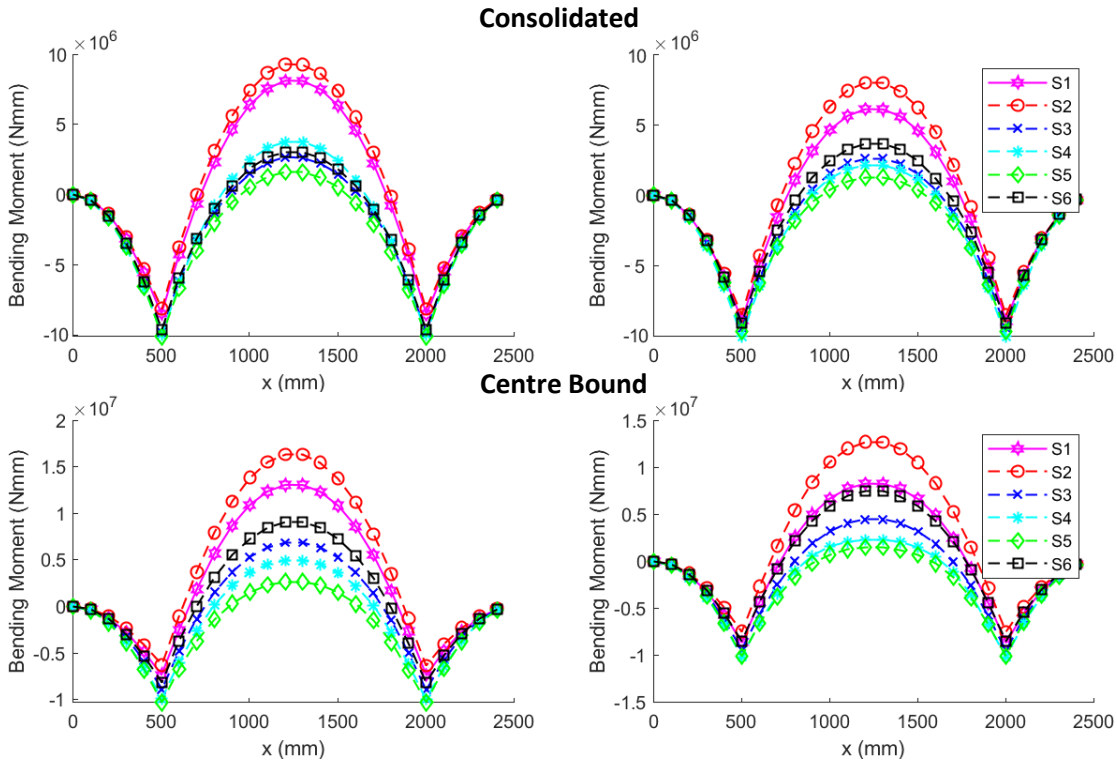 Consolidated
× 10^6
10
5
0
-5
-10
Bending Moment (Nmm)
0 500 1000 1500 2000 2500
x (mm)
× 10^6
10
5
0
-5
-10
Bending Moment (Nmm)
0 500 1000 1500 2000 2500
x (mm)
S1
S2
S3
S4
S5
S6
Centre Bound
× 10^7
2
1.5
1
0.5
0
-0.5
-1
Bending Moment (Nmm)
0 500 1000 1500 2000 2500
x (mm)
× 10^7
1.5
1
0.5
0
-0.5
-1
-1.5
Bending Moment (Nmm)
0 500 1000 1500 2000 2500
x (mm)
S1
S2
S3
S4
S5
S6